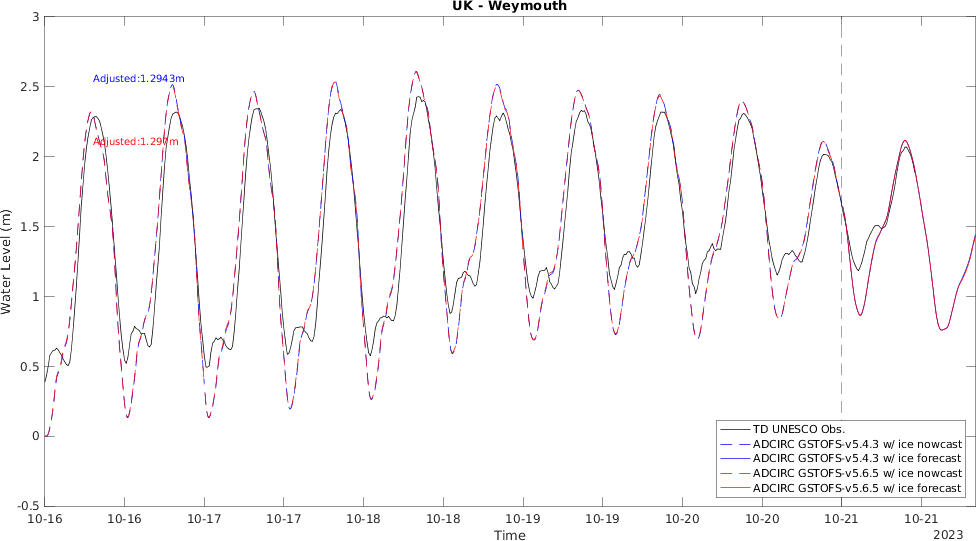 UK - Weymouth
3
2.5
2
1.5
1
0.5
0
-0.5
Water Level (m)
Adjusted:1.2943m
Adjusted:1.297m
TD UNESCO Obs.
ADCIRC GSTOFS-v5.4.3 w/ ice nowcast
ADCIRC GSTOFS-v5.4.3 w/ ice forecast
ADCIRC GSTOFS-v5.6.5 w/ ice nowcast
ADCIRC GSTOFS-v5.6.5 w/ ice forecast
10-16 10-16 10-17 10-17 10-18 10-18 10-19 10-19 10-20 10-20 10-21 10-21
Time
2023